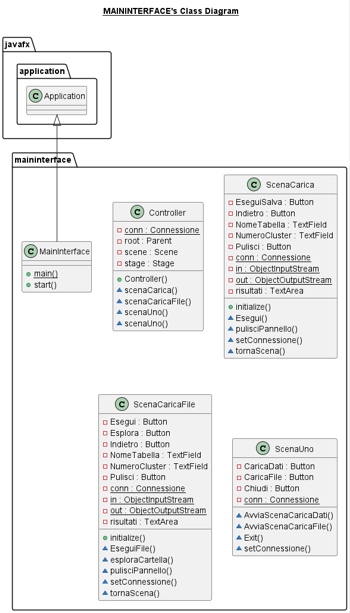 MAININTERFACE's Class Diagram
javafx
application
C Application
maininterface
C MainInterface
main()
start()
C Controller
conn : Connessione
root : Parent
scene : Scene
stage : Stage
Controller()
scenaCarica()
scenaCaricaFile()
scenaUno()
scenaUno()
C ScenaCarica
EseguiSalva : Button
Indietro : Button
NomeTabella : TextField
NumeroCluster : TextField
Pulisci : Button
conn : Connessione
in : ObjectInputStream
out : ObjectOutputStream
risultati : TextArea
initialize()
Esegui()
pulisciPannello()
setConnessione()
tornaScena()
C ScenaCaricaFile
Esegui : Button
Esplora : Button
Indietro : Button
NomeTabella : TextField
NumeroCluster : TextField
Pulisci : Button
conn : Connessione
in : ObjectInputStream
out : ObjectOutputStream
risultati : TextArea
initialize()
EseguiFile()
esploraCartella()
pulisciPannello()
setConnessione()
tornaScena()
C ScenaUno
CaricaDati : Button
CaricaFile : Button
Chiudi : Button
conn : Connessione
AvviaScenaCaricaDati()
AvviaScenaCaricaFile()
Exit()
setConnessione()